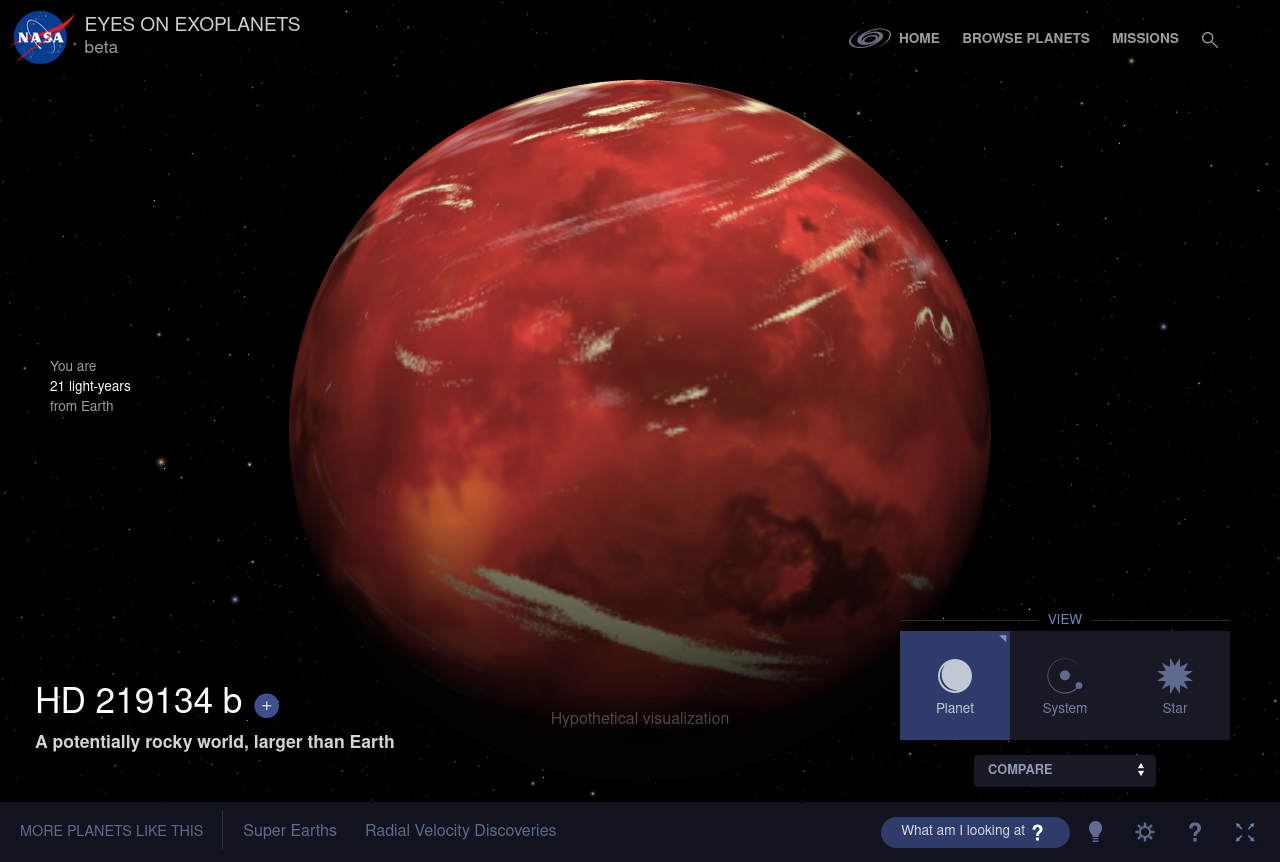 NASA
EYES ON EXOPLANETS
beta
HOME
BROWSE PLANETS
MISSIONS
You are
21 light-years
from Earth
HD 219134 b +
A potentially rocky world, larger than Earth
Hypothetical visualization
VIEW
Planet
System
Star
COMPARE
MORE PLANETS LIKE THIS
Super Earths
Radial Velocity Discoveries
What am I looking at ?
?